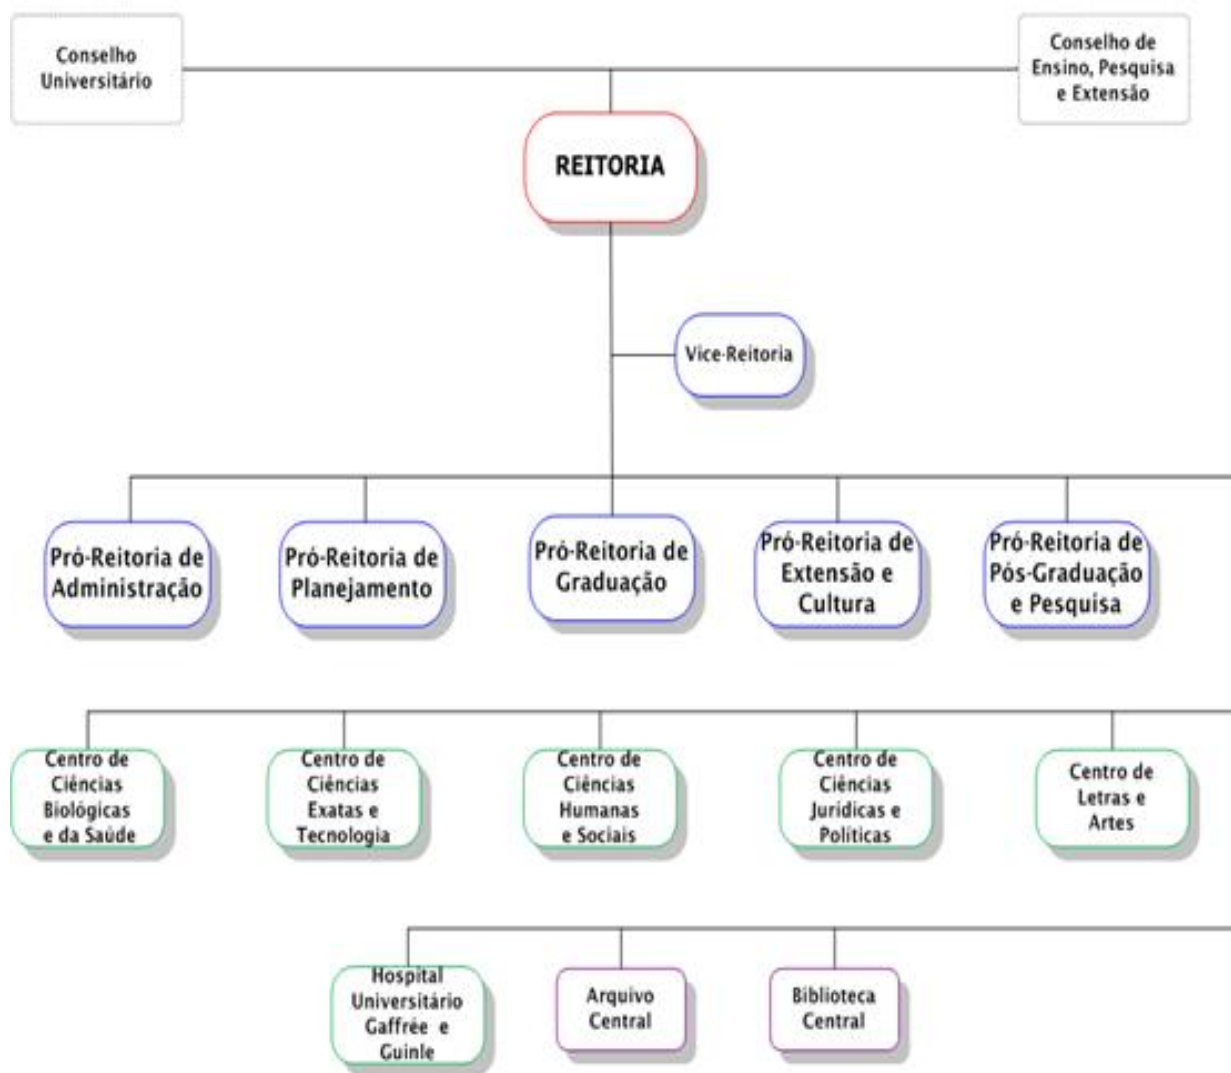 Conselho
Universitário
Conselho de
Ensino, Pesquisa
e Extensão
REITORIA
Vice-Reitoria
Pró-Reitoria de
Administração
Pró-Reitoria de
Planejamento
Pró-Reitoria de
Graduação
Pró-Reitoria de
Extensão e
Cultura
Pró-Reitoria de
Pós-Graduação
e Pesquisa
Centro de
Ciências
Biológicas
e da Saúde
Centro de
Ciências
Exatas e
Tecnologia
Centro de
Ciências
Humanas
e Sociais
Centro de
Ciências
Jurídicas e
Políticas
Centro de
Letras e
Artes
Hospital
Universitário
Gaffrée e
Guinle
Arquivo
Central
Biblioteca
Central